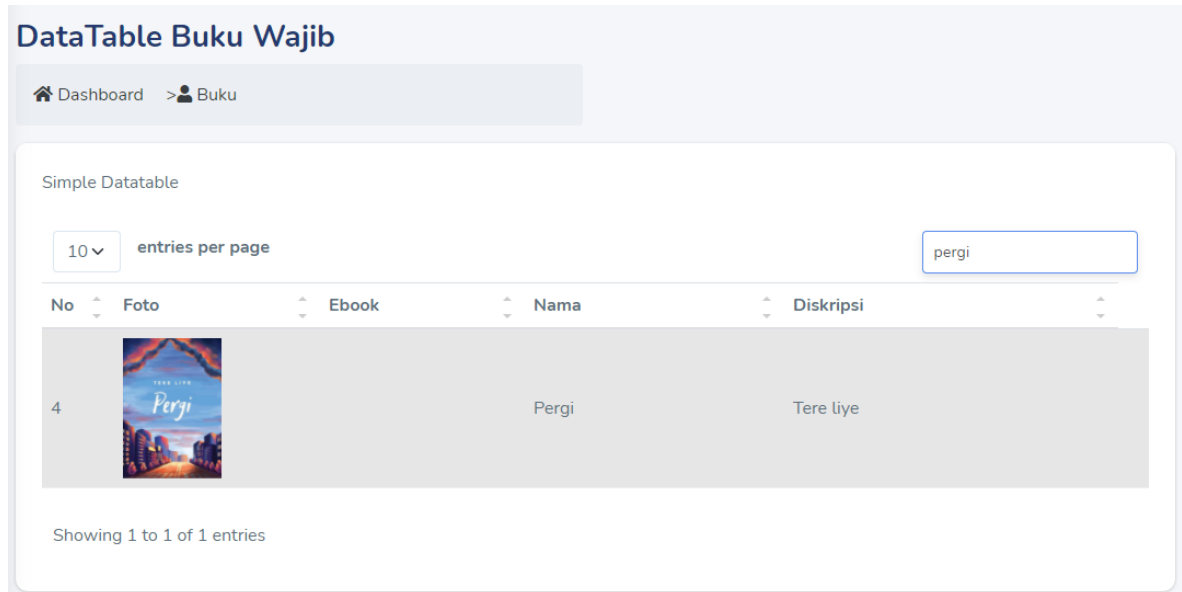 DataTable Buku Wajib
Dashboard > Buku
Simple Datatable
10 entries per page pergi
No Foto Ebook Nama Diskripsi
TERE LIYE
Pergi
4 Pergi Tere liye
Showing 1 to 1 of 1 entries